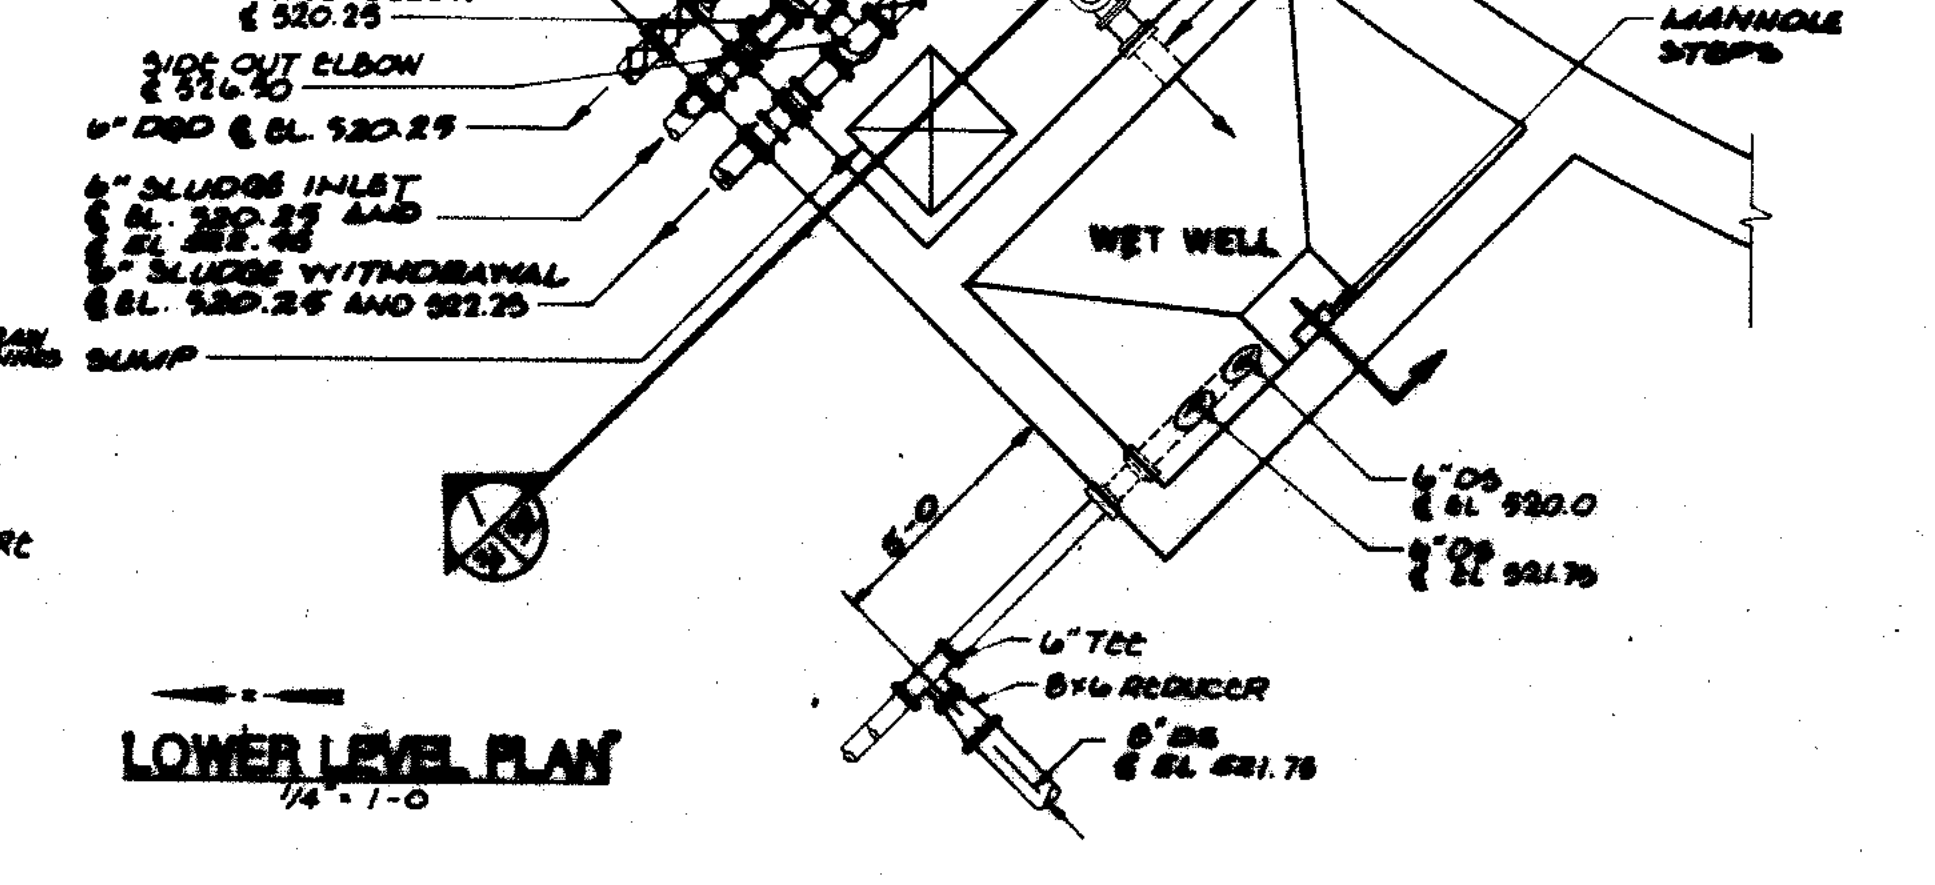 ℄ 520.25
SIDE OUT ELBOW
℄ 526.50
6" DSD ℄ EL. 520.25
6" SLUDGE INLET
℄ EL. 520.25 AND
℄ EL
6" SLUDGE WITHDRAWAL
℄ EL. 520.25 AND 522.25
SUMP
MANHOLE
STEPS
WET WELL
6" DS
℄ EL 520.0
6" DS
℄ EL 521.75
6" TEE
8x6 REDUCER
8" DS
℄ EL 521.75
"LOWER LEVEL PLAN"
1/4" = 1-0